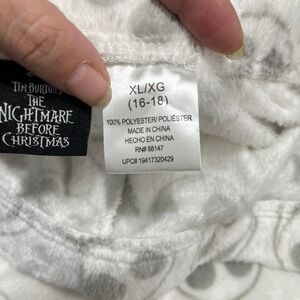 TIM BURTON'S
THE
NIGHTMARE
BEFORE
CHRISTMAS
XL/XG
(16-18)
100% POLYESTER/ POLIÉSTER
MADE IN CHINA
HECHO EN CHINA
RN# 88147
UPC# 19417320429